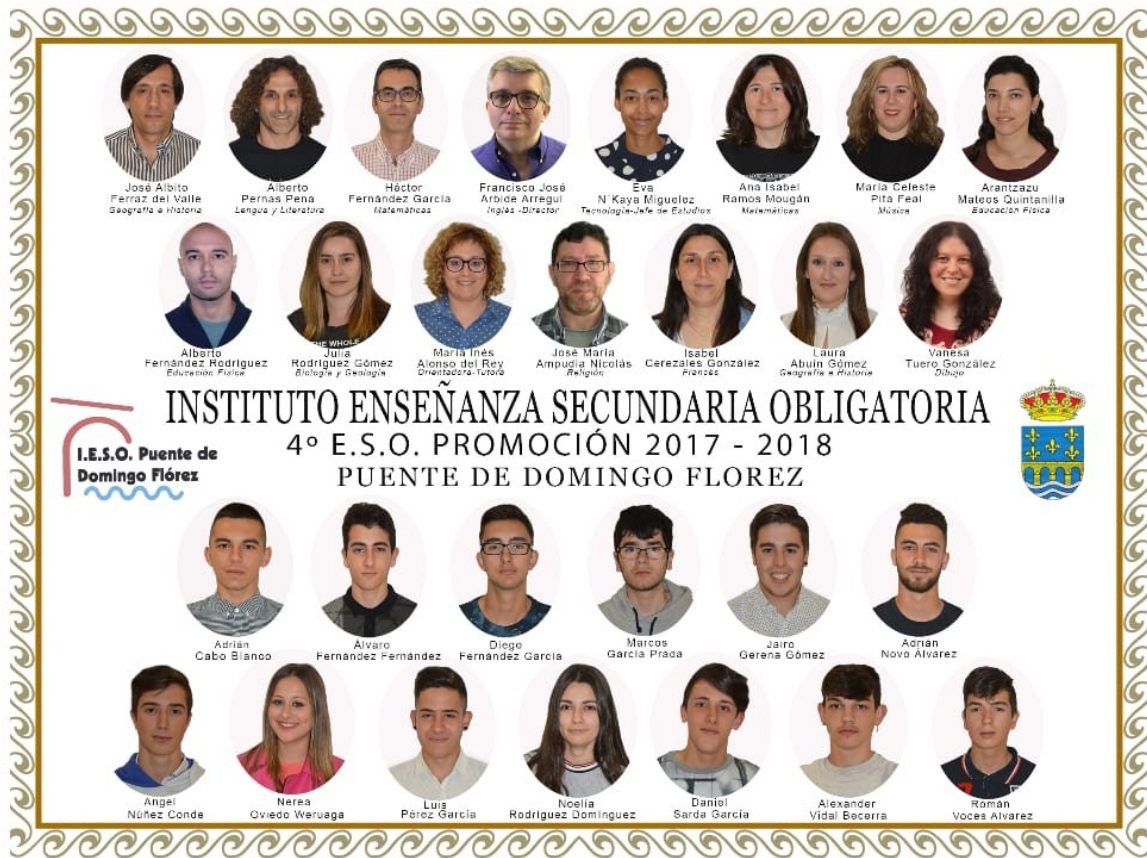 José Albito
Ferraz del Valle
Geografía e Historia
Alberto
Pernas Pena
Lengua y Literatura
Héctor
Fernández García
Matemáticas
Francisco José
Arbide Arregui
Inglés -Director
Eva
N´Kaya Miguelez
Tecnología-Jefe de Estudios
Ana Isabel
Ramos Mougán
Matemáticas
María Celeste
Pita Feal
Música
Arantzazu
Mateos Quintanilla
Educación Física
Alberto
Fernández Rodríguez
Educación Física
THE WHOLE
Julia
Rodríguez Gómez
Biología y Geología
María Inés
Alonso del Rey
Orientadora-Tutora
José María
Ampudia Nicolás
Religión
Isabel
Cerezales González
Francés
Laura
Abuín Gómez
Geografía e Historia
Vanesa
Tuero González
Dibujo
INSTITUTO ENSEÑANZA SECUNDARIA OBLIGATORIA
4º E.S.O. PROMOCIÓN 2017 - 2018
PUENTE DE DOMINGO FLOREZ
I.E.S.O. Puente de
Domingo Flórez
Adrián
Cabo Blanco
Álvaro
Fernández Fernández
Diego
Fernández García
Marcos
García Prada
Jairo
Gerena Gómez
Adrián
Novo Álvarez
Angel
Núñez Conde
Nerea
Oviedo Weruaga
Luis
Pérez García
Noelia
Rodríguez Domínguez
Daniel
Sarda García
Alexander
Vidal Becerra
Román
Voces Alvarez